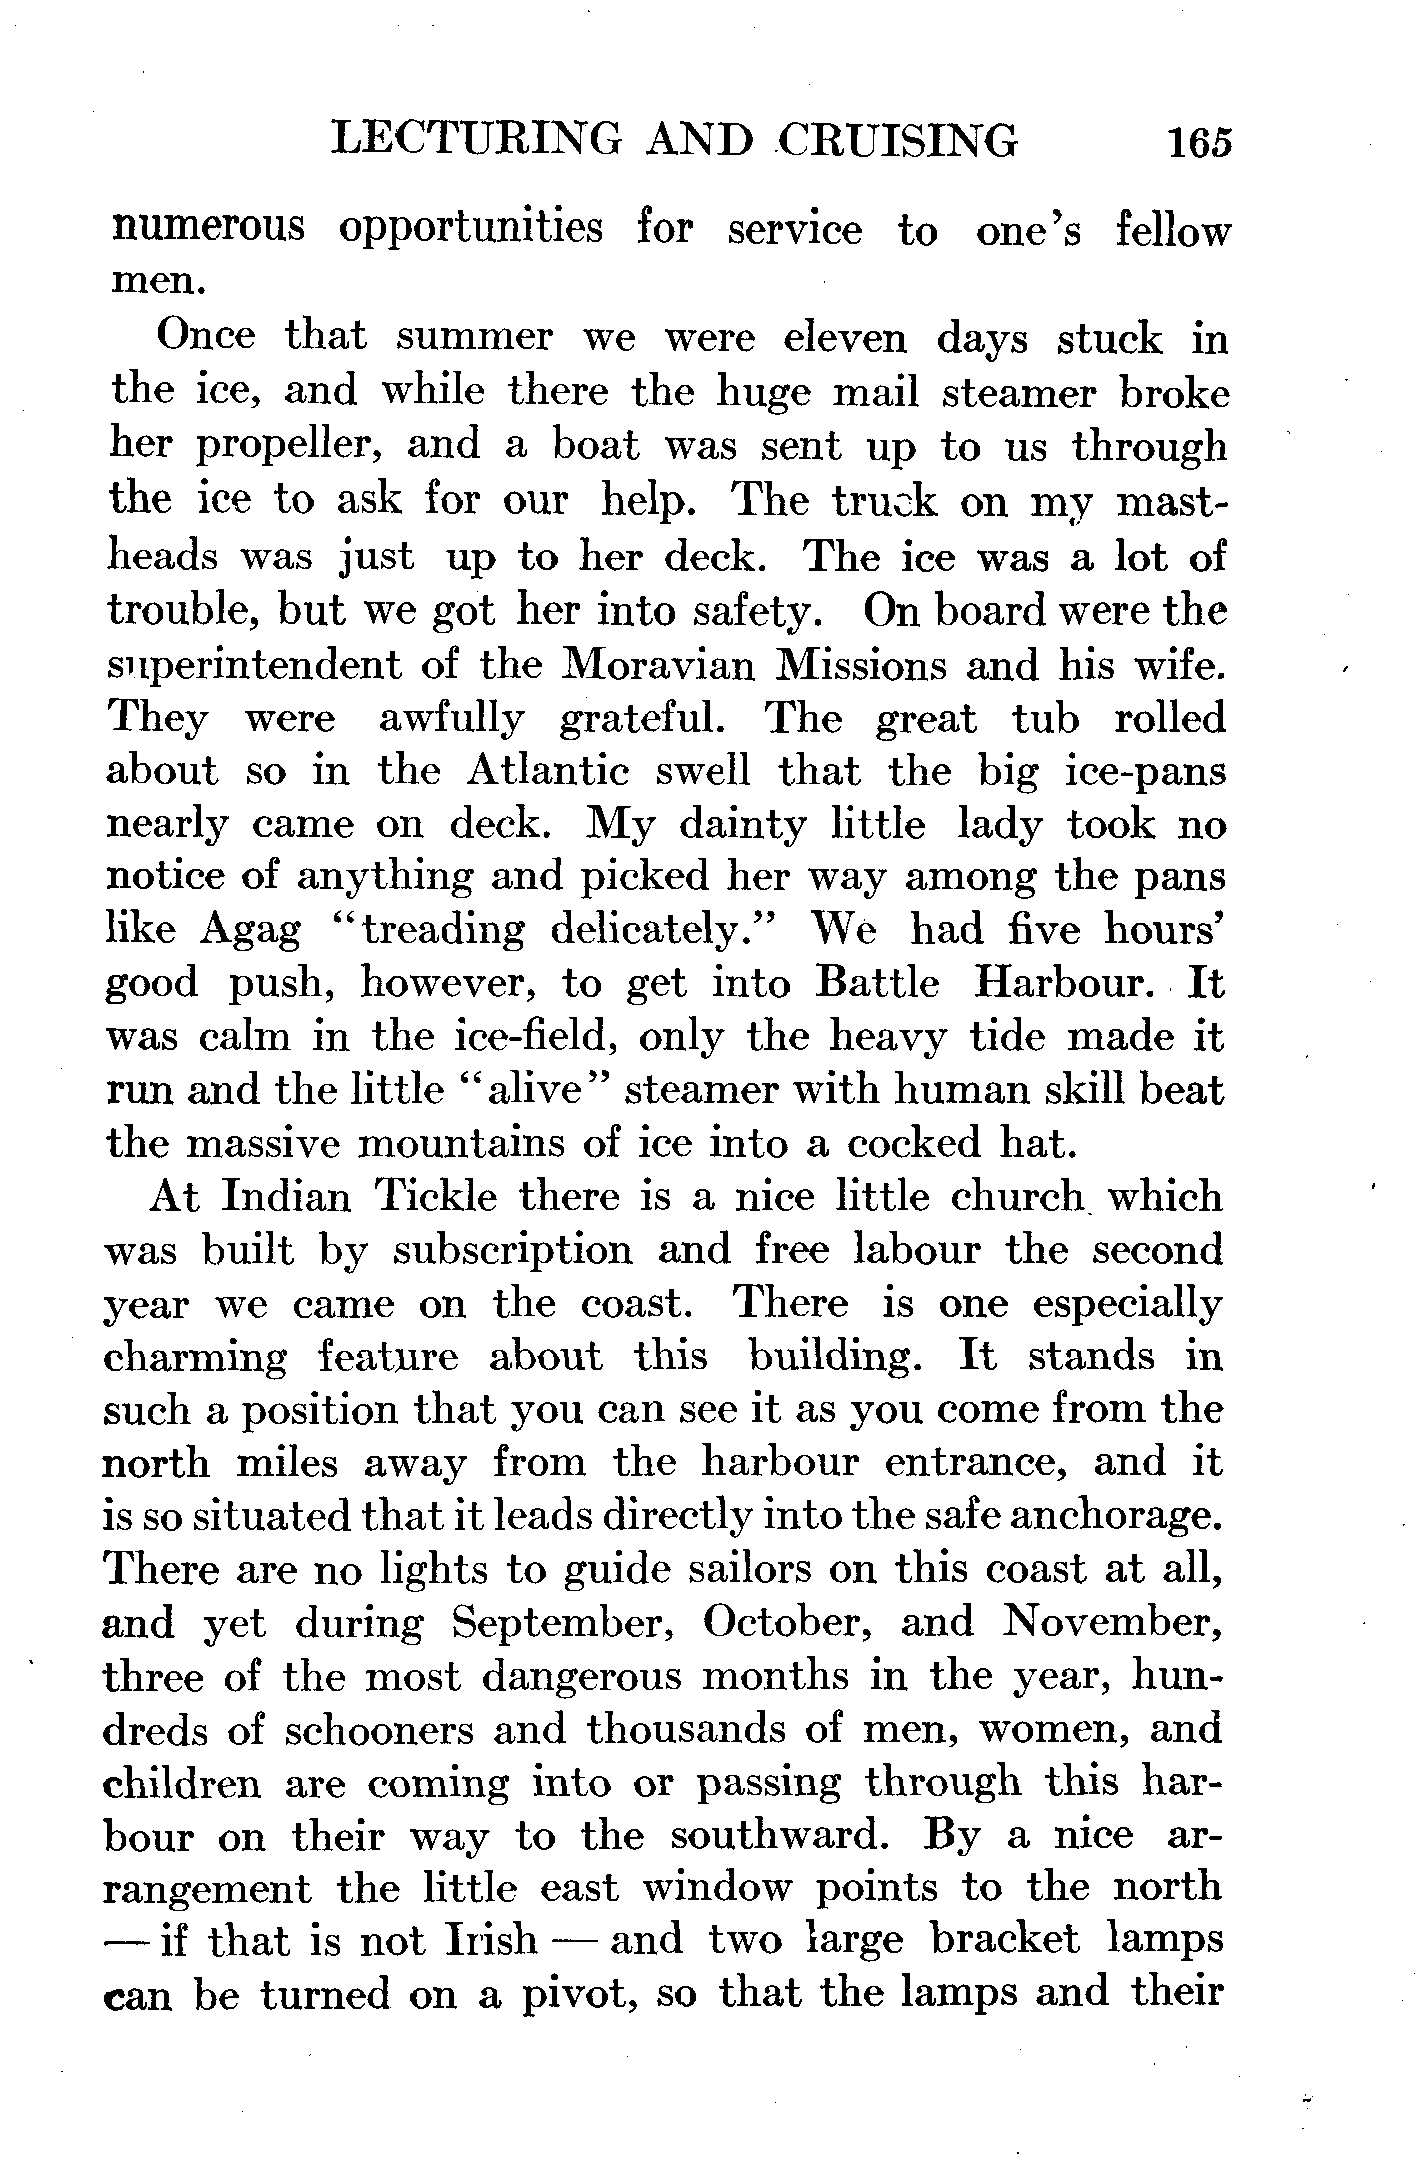 LECTURING AND CRUISING 165
numerous opportunities for service to one's fellow
men.
Once that summer we were eleven days stuck in
the ice, and while there the huge mail steamer broke
her propeller, and a boat was sent up to us through
the ice to ask for our help. The truck on my mast-
heads was just up to her deck. The ice was a lot of
trouble, but we got her into safety. On board were the
superintendent of the Moravian Missions and his wife.
They were awfully grateful. The great tub rolled
about so in the Atlantic swell that the big ice-pans
nearly came on deck. My dainty little lady took no
notice of anything and picked her way among the pans
like Agag "treading delicately." We had five hours'
good push, however, to get into Battle Harbour. It
was calm in the ice-field, only the heavy tide made it
run and the little "alive" steamer with human skill beat
the massive mountains of ice into a cocked hat.
At Indian Tickle there is a nice little church which
was built by subscription and free labour the second
year we came on the coast. There is one especially
charming feature about this building. It stands in
such a position that you can see it as you come from the
north miles away from the harbour entrance, and it
is so situated that it leads directly into the safe anchorage.
There are no lights to guide sailors on this coast at all,
and yet during September, October, and November,
three of the most dangerous months in the year, hun-
dreds of schooners and thousands of men, women, and
children are coming into or passing through this har-
bour on their way to the southward. By a nice ar-
rangement the little east window points to the north
— if that is not Irish — and two large bracket lamps
can be turned on a pivot, so that the lamps and their